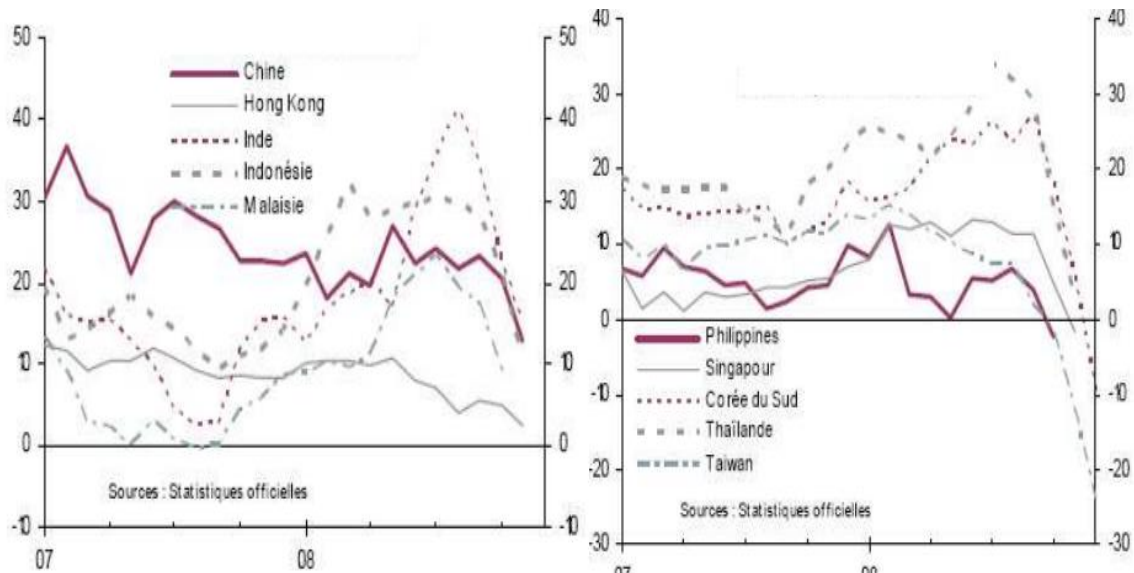 50 50
40 40
30 30
20 20
10 10
0 0
-10 -10
Chine
Hong Kong
Inde
Indonésie
Malaisie
Sources : Statistiques officielles
07 08
40 40
30 30
20 20
10 10
0 0
-10 -10
-20 -20
-30 -30
Philippines
Singapour
Corée du Sud
Thaïlande
Taiwan
Sources : Statistiques officielles
07 08